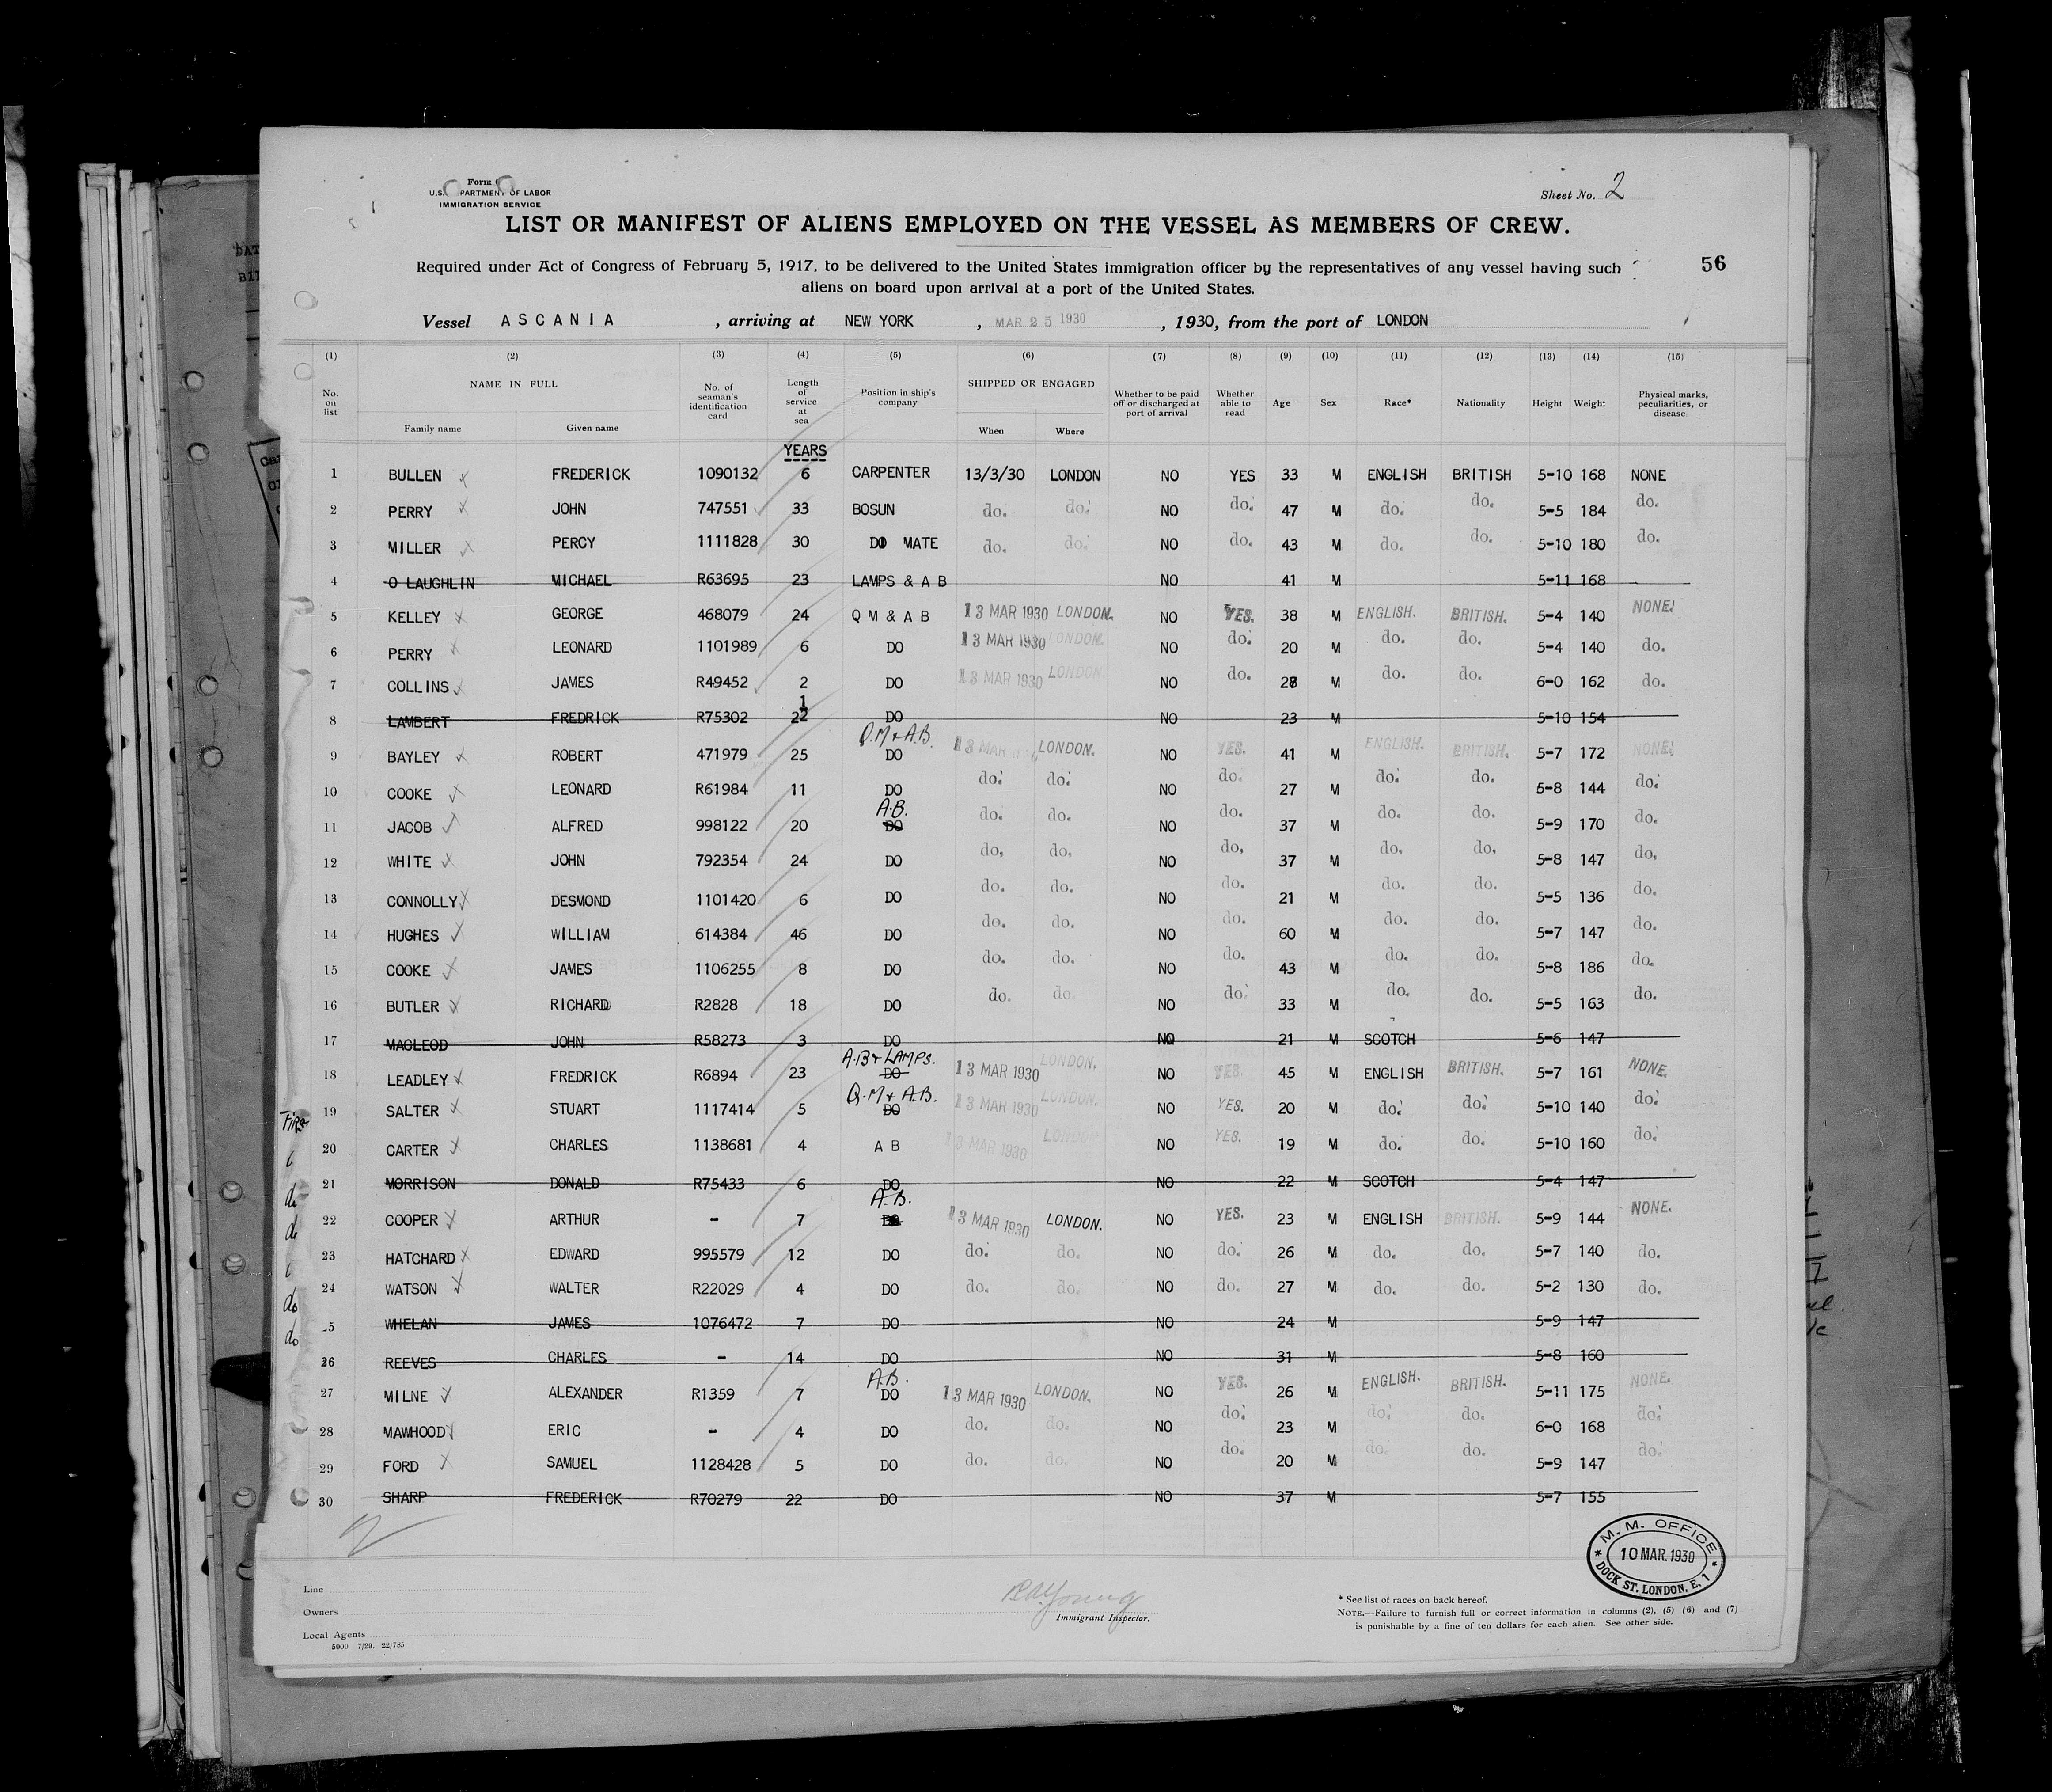 Form
U.S. DEPARTMENT OF LABOR
IMMIGRATION SERVICE
Sheet No. 2
LIST OR MANIFEST OF ALIENS EMPLOYED ON THE VESSEL AS MEMBERS OF CREW.
Required under Act of Congress of February 5, 1917, to be delivered to the United States immigration officer by the representatives of any vessel having such
aliens on board upon arrival at a port of the United States.
56
Vessel ASCANIA , arriving at NEW YORK , MAR 25 1930 , 1930, from the port of LONDON
(1) (2) (3) (4) (5) (6) (7) (8) (9) (10) (11) (12) (13) (14) (15)
No. on list NAME IN FULL Family name Given name No. of seaman's identification card Length of service at sea Position in ship's company SHIPPED OR ENGAGED When Where Whether to be paid off or discharged at port of arrival Whether able to read Age Sex Race* Nationality Height Weight Physical marks, peculiarities, or disease
YEARS
1 BULLEN FREDERICK 1090132 6 CARPENTER 13/3/30 LONDON NO YES 33 M ENGLISH BRITISH 5-10 168 NONE
2 PERRY JOHN 747551 33 BOSUN do. do. NO do. 47 M do. do. 5-5 184 do.
3 MILLER PERCY 1111828 30 DO MATE do. do. NO do. 43 M do. do. 5-10 180 do.
4 O LAUGHLIN MICHAEL R63695 23 LAMPS & A B NO 41 M 5-11 168
5 KELLEY GEORGE 468079 24 Q M & A B 13 MAR 1930 LONDON. NO YES. 38 M ENGLISH. BRITISH. 5-4 140 NONE.
6 PERRY LEONARD 1101989 6 DO 13 MAR 1930 LONDON. NO do. 20 M do. do. 5-4 140 do.
7 COLLINS JAMES R49452 2 DO 13 MAR 1930 LONDON. NO do. 28 M do. do. 6-0 162 do.
1
8 LAMBERT FREDRICK R75302 22 DO NO 23 M 5-10 154
Q.M & A.B.
9 BAYLEY ROBERT 471979 25 DO 13 MAR 1930 LONDON. NO YES. 41 M ENGLISH. BRITISH. 5-7 172 NONE.
10 COOKE LEONARD R61984 11 DO do. do. NO do. 27 M do. do. 5-8 144 do.
A.B.
11 JACOB ALFRED 998122 20 DO do. do. NO do. 37 M do. do. 5-9 170 do.
12 WHITE JOHN 792354 24 DO do. do. NO do. 37 M do. do. 5-8 147 do.
13 CONNOLLY DESMOND 1101420 6 DO do. do. NO do. 21 M do. do. 5-5 136 do.
14 HUGHES WILLIAM 614384 46 DO do. do. NO do. 60 M do. do. 5-7 147 do.
15 COOKE JAMES 1106255 8 DO do. do. NO do. 43 M do. do. 5-8 186 do.
16 BUTLER RICHARD R2828 18 DO do. do. NO do. 33 M do. do. 5-5 163 do.
17 MACLEOD JOHN R58273 3 DO NO 21 M SCOTCH 5-6 147
A.B & LAMPS.
18 LEADLEY FREDRICK R6894 23 DO 13 MAR 1930 LONDON. NO YES. 45 M ENGLISH BRITISH. 5-7 161 NONE.
Q.M & A.B.
19 SALTER STUART 1117414 5 DO 13 MAR 1930 LONDON. NO YES. 20 M do. do. 5-10 140 do.
First
20 CARTER CHARLES 1138681 4 A B 13 MAR 1930 LONDON NO YES. 19 M do. do. 5-10 160 do.
21 MORRISON DONALD R75433 6 DO NO 22 M SCOTCH 5-4 147
do A.B.
22 COOPER ARTHUR - 7 DO 13 MAR 1930 LONDON. NO YES. 23 M ENGLISH BRITISH. 5-9 144 NONE.
do
23 HATCHARD EDWARD 995579 12 DO do. do. NO do. 26 M do. do. 5-7 140 do.
24 WATSON WALTER R22029 4 DO do. do. NO do. 27 M do. do. 5-2 130 do.
do
25 WHELAN JAMES 1076472 7 DO NO 24 M 5-9 147
do
26 REEVES CHARLES - 14 DO NO 31 M 5-8 160
A.B.
27 MILNE ALEXANDER R1359 7 DO 13 MAR 1930 LONDON. NO YES. 26 M ENGLISH. BRITISH. 5-11 175 NONE.
28 MAWHOOD ERIC - 4 DO do. do. NO do. 23 M do. do. 6-0 168 do.
29 FORD SAMUEL 1128428 5 DO do. do. NO do. 20 M do. do. 5-9 147 do.
30 SHARP FREDERICK R70279 22 DO NO 37 M 5-7 155
M. M. OFFICE
10 MAR. 1930
DOCK ST. LONDON, E. 1
Line
Owners
Local Agents
5000 7/29. 22/785
Young
Immigrant Inspector.
* See list of races on back hereof.
NOTE.—Failure to furnish full or correct information in columns (2), (5) (6) and (7)
is punishable by a fine of ten dollars for each alien. See other side.